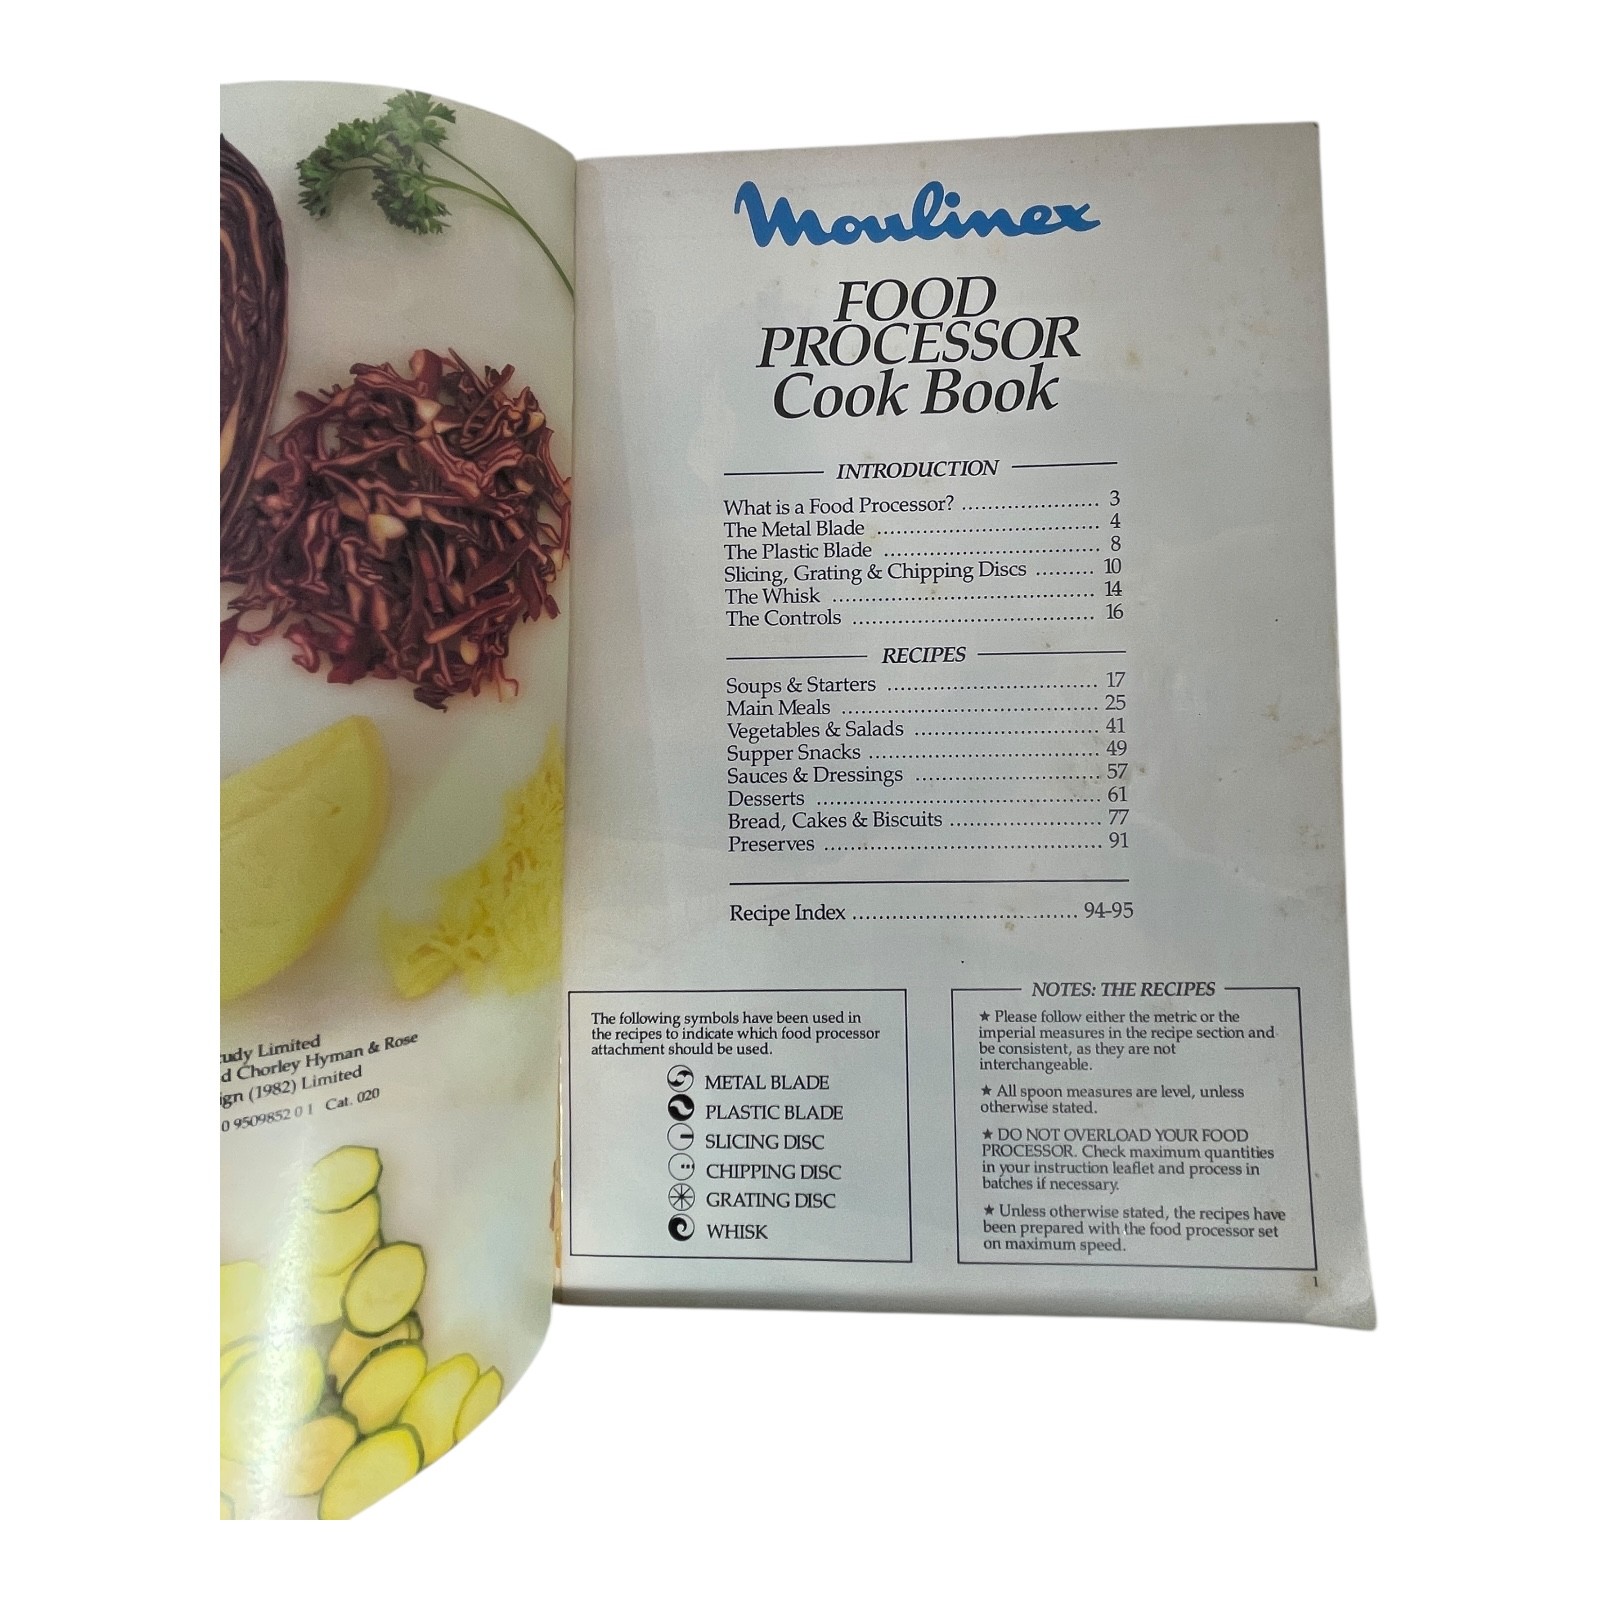 Limited
Chorley Hyman & Rose
(1982) Limited
0 9509852 0 1 Cat. 020
Moulinex
FOOD
PROCESSOR
Cook Book
INTRODUCTION
What is a Food Processor? .................... 3
The Metal Blade .................................. 4
The Plastic Blade ................................. 8
Slicing, Grating & Chipping Discs ......... 10
The Whisk ........................................ 14
The Controls ..................................... 16
RECIPES
Soups & Starters ................................ 17
Main Meals ....................................... 25
Vegetables & Salads ............................ 41
Supper Snacks ................................... 49
Sauces & Dressings ............................ 57
Desserts ........................................... 61
Bread, Cakes & Biscuits ....................... 77
Preserves .......................................... 91
Recipe Index .................................. 94-95
The following symbols have been used in
the recipes to indicate which food processor
attachment should be used.
METAL BLADE
PLASTIC BLADE
SLICING DISC
CHIPPING DISC
GRATING DISC
WHISK
NOTES: THE RECIPES
★ Please follow either the metric or the
imperial measures in the recipe section and
be consistent, as they are not
interchangeable.
★ All spoon measures are level, unless
otherwise stated.
★ DO NOT OVERLOAD YOUR FOOD
PROCESSOR. Check maximum quantities
in your instruction leaflet and process in
batches if necessary.
★ Unless otherwise stated, the recipes have
been prepared with the food processor set
on maximum speed.
1